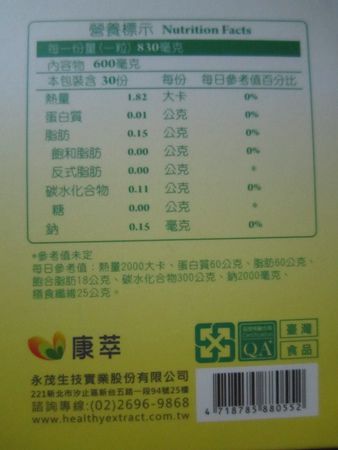 營養標示 Nutrition Facts
每一份量(一粒) 830毫克
內容物 600毫克
本包裝含 30份 每份 每日參考值百分比
熱量 1.82 大卡 0%
蛋白質 0.01 公克 0%
脂肪 0.15 公克 0%
飽和脂肪 0.00 公克 0%
反式脂肪 0.00 公克 *
碳水化合物 0.11 公克 0%
糖 0.00 公克 *
鈉 0.15 毫克 0%
*參考值未定
每日參考值:熱量2000大卡、蛋白質60公克、脂肪60公克、
飽合脂肪18公克、碳水化合物300公克、鈉2000毫克、
膳食纖維25公克。
康萃
QA
臺灣
食品
永茂生技實業股份有限公司
221新北市汐止區新台五路一段79號19樓
諮詢專線:(02)2696-9868
www.healthyextract.com.tw
4 718785 880552